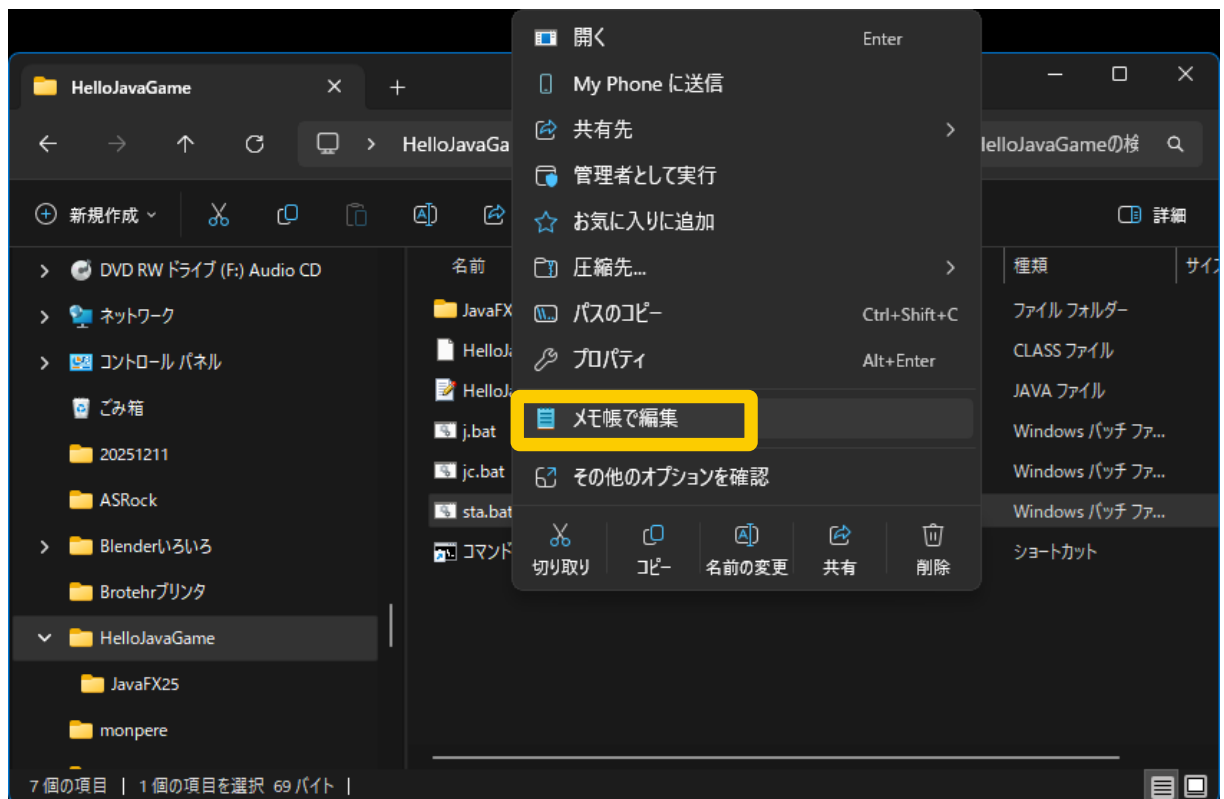 HelloJavaGame
HelloJavaGa
HelloJavaGameの検
新規作成
詳細
DVD RW ドライブ (F:) Audio CD
ネットワーク
コントロール パネル
ごみ箱
20251211
ASRock
Blenderいろいろ
Brotehrプリンタ
HelloJavaGame
JavaFX25
monpere
名前
種類
サイズ
JavaFX
ファイル フォルダー
HelloJa
CLASS ファイル
HelloJa
JAVA ファイル
j.bat
Windows バッチ ファ...
jc.bat
Windows バッチ ファ...
sta.bat
Windows バッチ ファ...
コマンド
ショートカット
開く Enter
My Phone に送信
共有先
管理者として実行
お気に入りに追加
圧縮先...
パスのコピー Ctrl+Shift+C
プロパティ Alt+Enter
メモ帳で編集
その他のオプションを確認
切り取り コピー 名前の変更 共有 削除
7 個の項目 | 1 個の項目を選択 69 バイト |